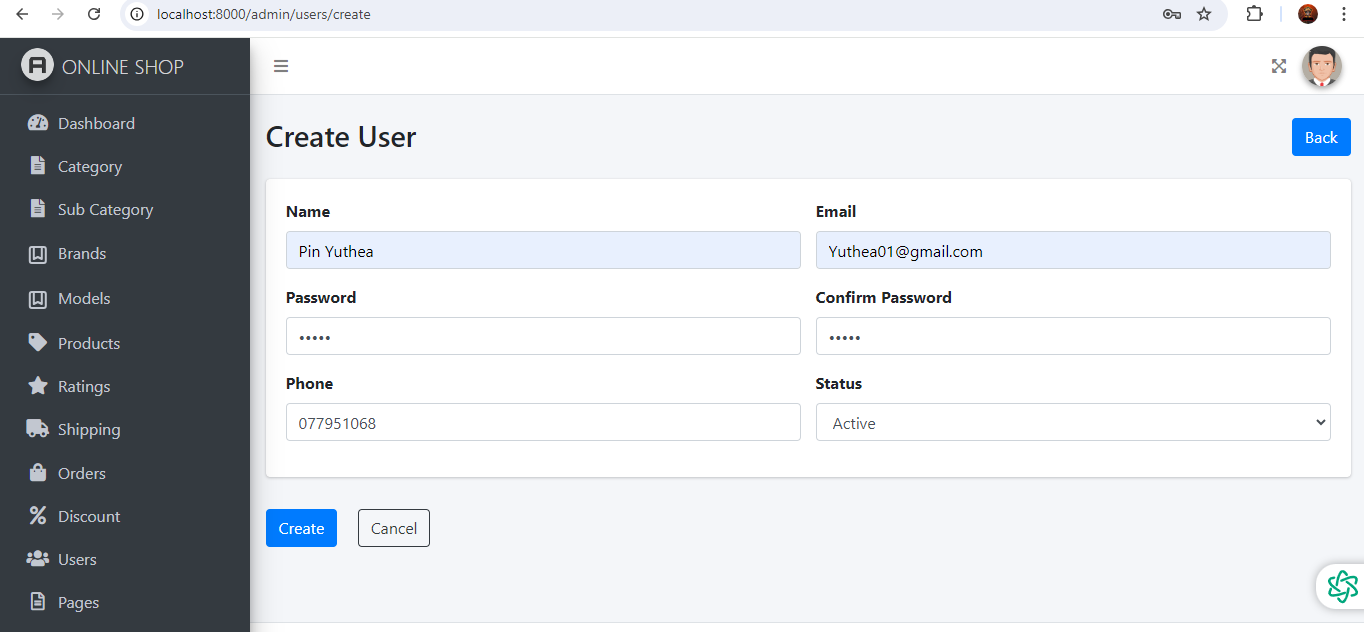 localhost:8000/admin/users/create
ONLINE SHOP
Dashboard
Category
Sub Category
Brands
Models
Products
Ratings
Shipping
Orders
Discount
Users
Pages
Create User
Back
Name
Email
Pin Yuthea
Yuthea01@gmail.com
Password
Confirm Password
•••••
•••••
Phone
Status
077951068
Active
Create
Cancel